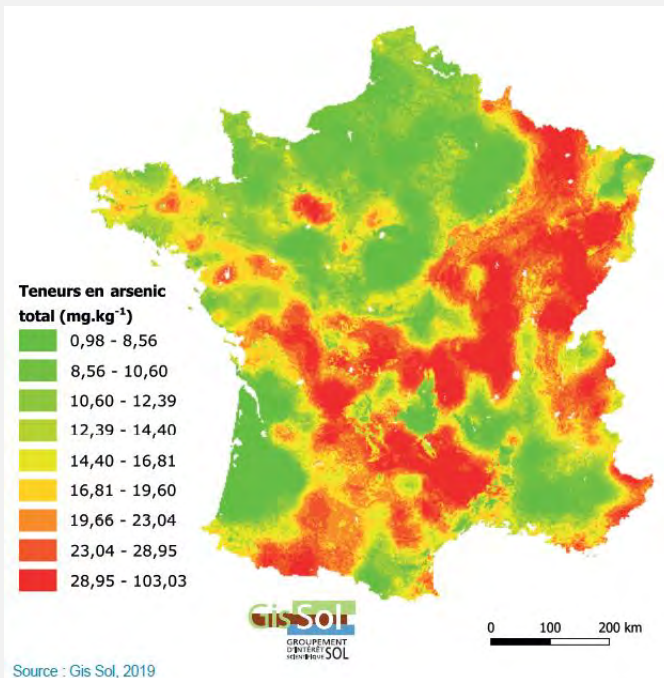 Teneurs en arsenic
total (mg.kg⁻¹)
0,98 - 8,56
8,56 - 10,60
10,60 - 12,39
12,39 - 14,40
14,40 - 16,81
16,81 - 19,60
19,66 - 23,04
23,04 - 28,95
28,95 - 103,03
Gis Sol
GROUPEMENT
D'INTÉRÊT
SCIENTIFIQUE SOL
0 100 200 km
Source : Gis Sol, 2019